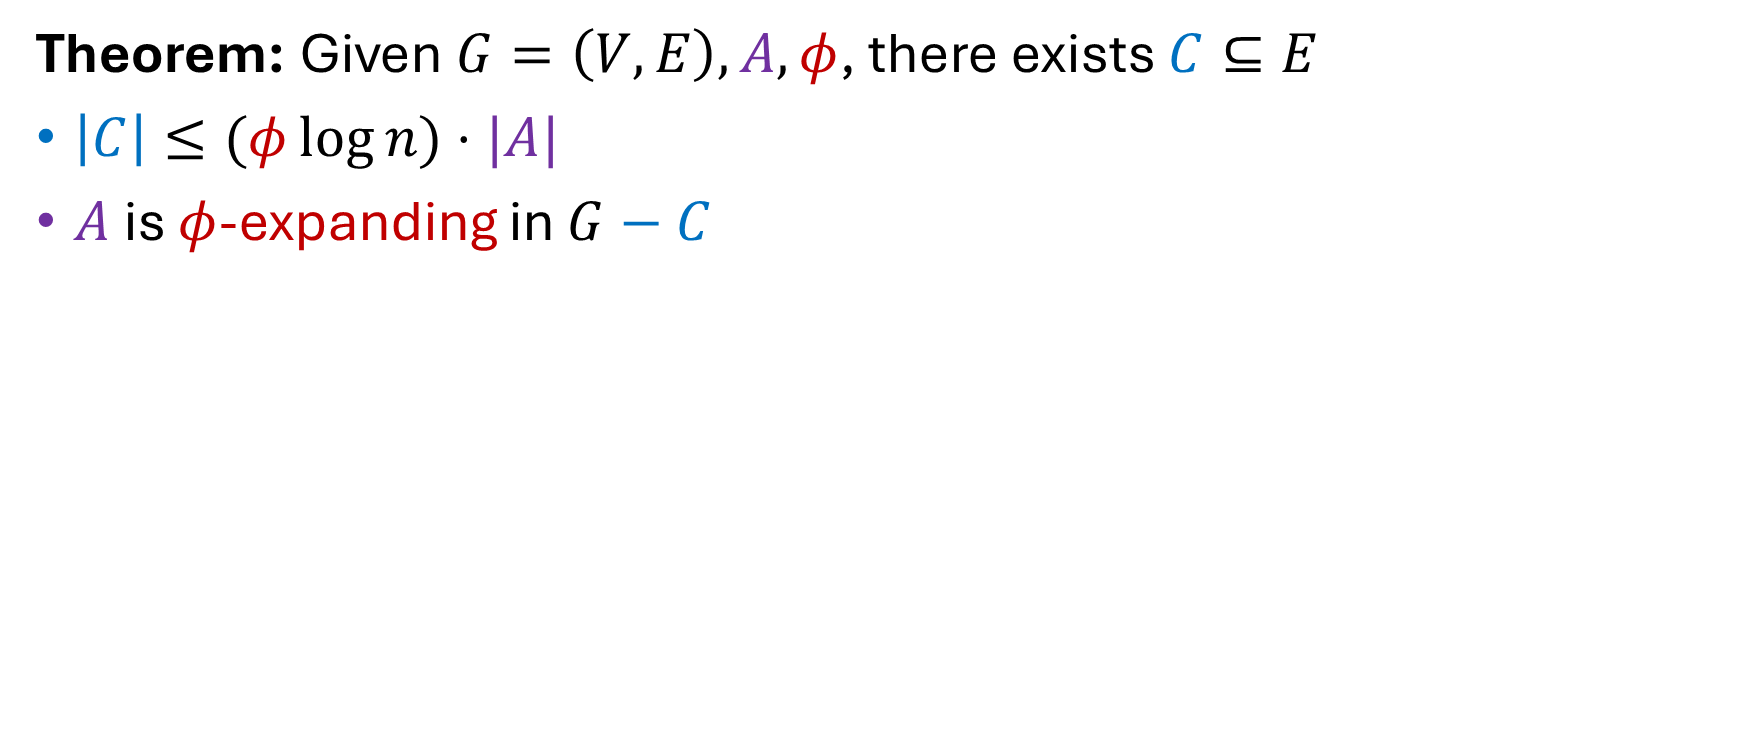 Theorem: Given 𝐺 = (𝑉, 𝐸), 𝐴, 𝜙, there exists 𝐶 ⊆ 𝐸
• |𝐶| ≤ (𝜙 log 𝑛) · |𝐴|
• 𝐴 is 𝜙-expanding in 𝐺 − 𝐶